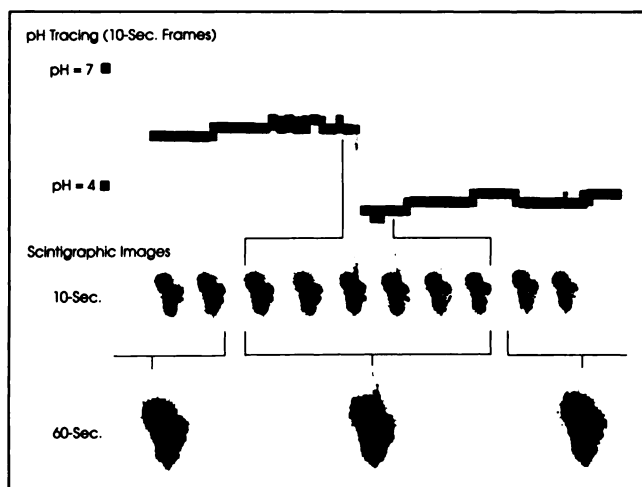 pH Tracing (10-Sec. Frames)
pH = 7
pH = 4
Scintigraphic Images
10-Sec.
60-Sec.